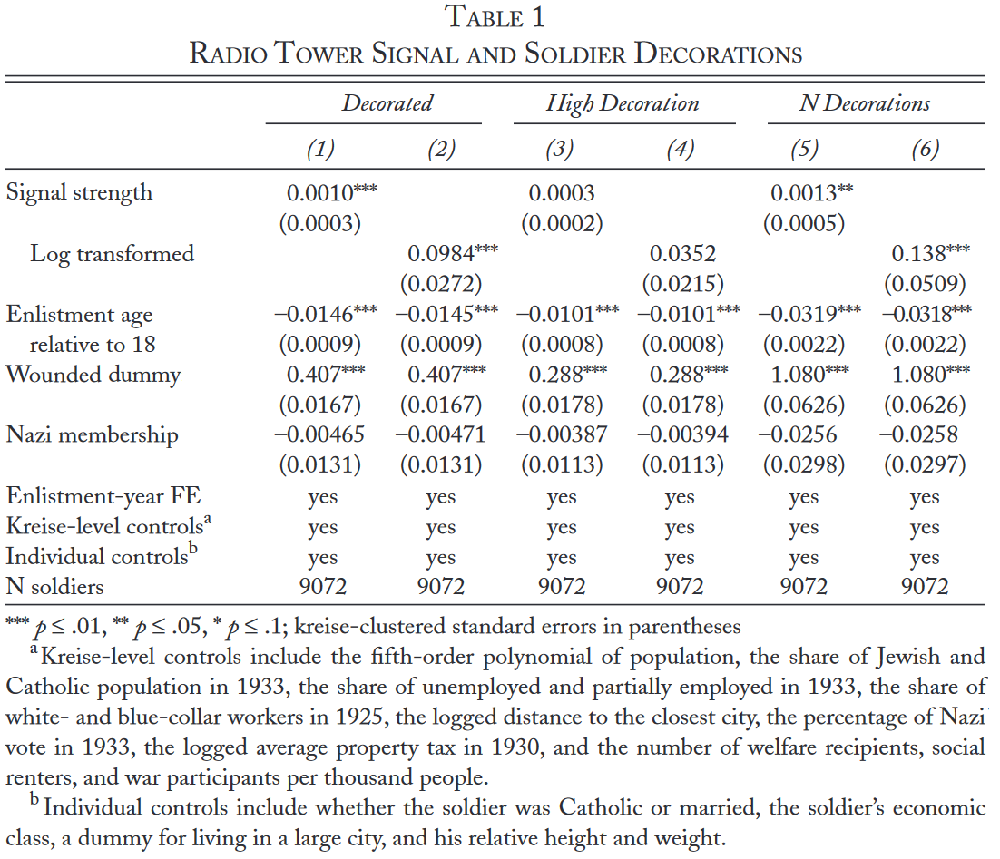 TABLE 1
RADIO TOWER SIGNAL AND SOLDIER DECORATIONS
Decorated High Decoration N Decorations
(1) (2) (3) (4) (5) (6)
Signal strength 0.0010*** 0.0003 0.0013**
(0.0003) (0.0002) (0.0005)
Log transformed 0.0984*** 0.0352 0.138***
(0.0272) (0.0215) (0.0509)
Enlistment age −0.0146*** −0.0145*** −0.0101*** −0.0101*** −0.0319*** −0.0318***
relative to 18 (0.0009) (0.0009) (0.0008) (0.0008) (0.0022) (0.0022)
Wounded dummy 0.407*** 0.407*** 0.288*** 0.288*** 1.080*** 1.080***
(0.0167) (0.0167) (0.0178) (0.0178) (0.0626) (0.0626)
Nazi membership −0.00465 −0.00471 −0.00387 −0.00394 −0.0256 −0.0258
(0.0131) (0.0131) (0.0113) (0.0113) (0.0298) (0.0297)
Enlistment-year FE yes yes yes yes yes yes
Kreise-level controls^a yes yes yes yes yes yes
Individual controls^b yes yes yes yes yes yes
N soldiers 9072 9072 9072 9072 9072 9072
*** p ≤ .01, ** p ≤ .05, * p ≤ .1; kreise-clustered standard errors in parentheses
^a Kreise-level controls include the fifth-order polynomial of population, the share of Jewish and
Catholic population in 1933, the share of unemployed and partially employed in 1933, the share of
white- and blue-collar workers in 1925, the logged distance to the closest city, the percentage of Nazi
vote in 1933, the logged average property tax in 1930, and the number of welfare recipients, social
renters, and war participants per thousand people.
^b Individual controls include whether the soldier was Catholic or married, the soldier's economic
class, a dummy for living in a large city, and his relative height and weight.